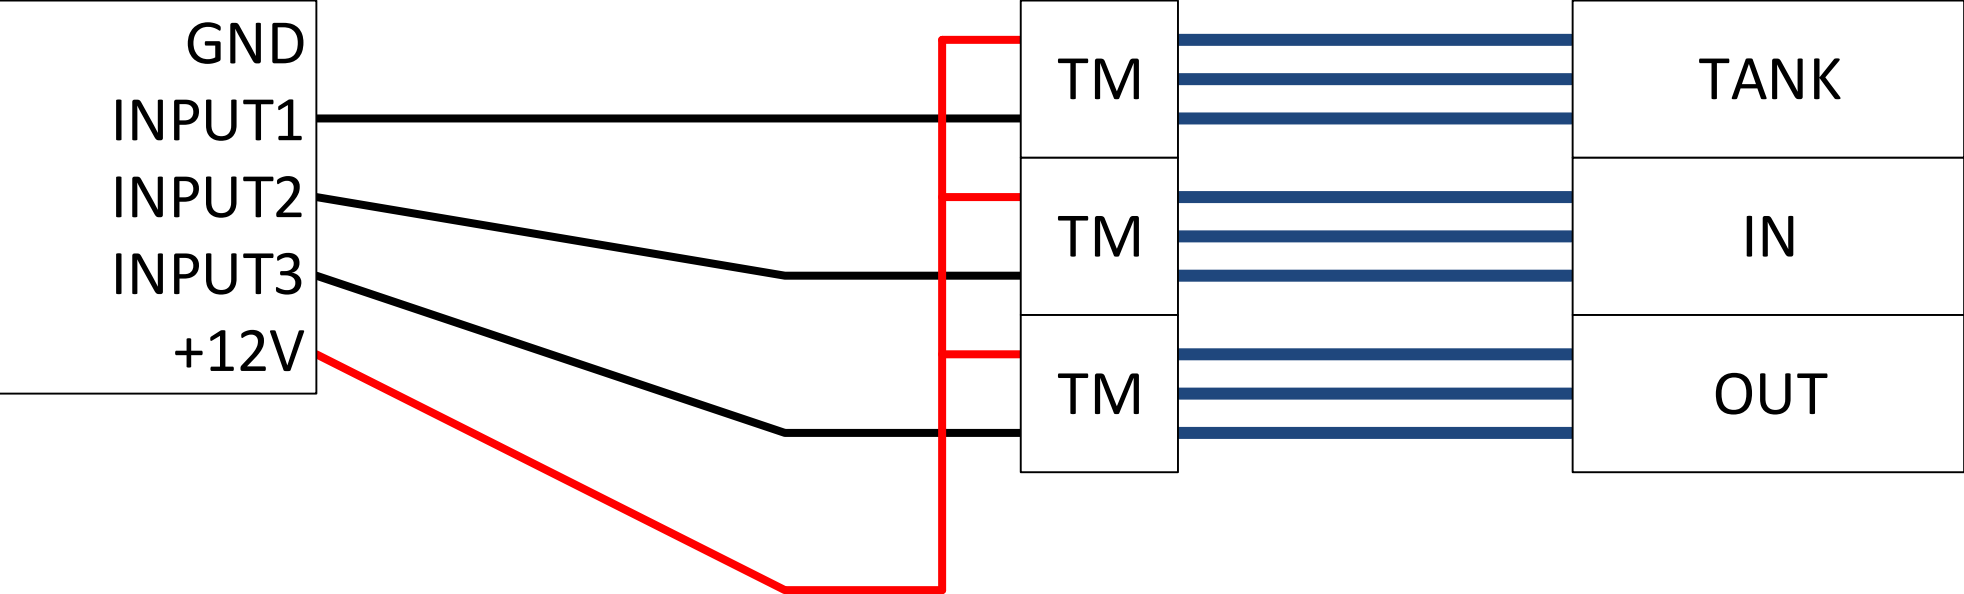 GND
INPUT1
INPUT2
INPUT3
+12V
TM
TANK
TM
IN
TM
OUT